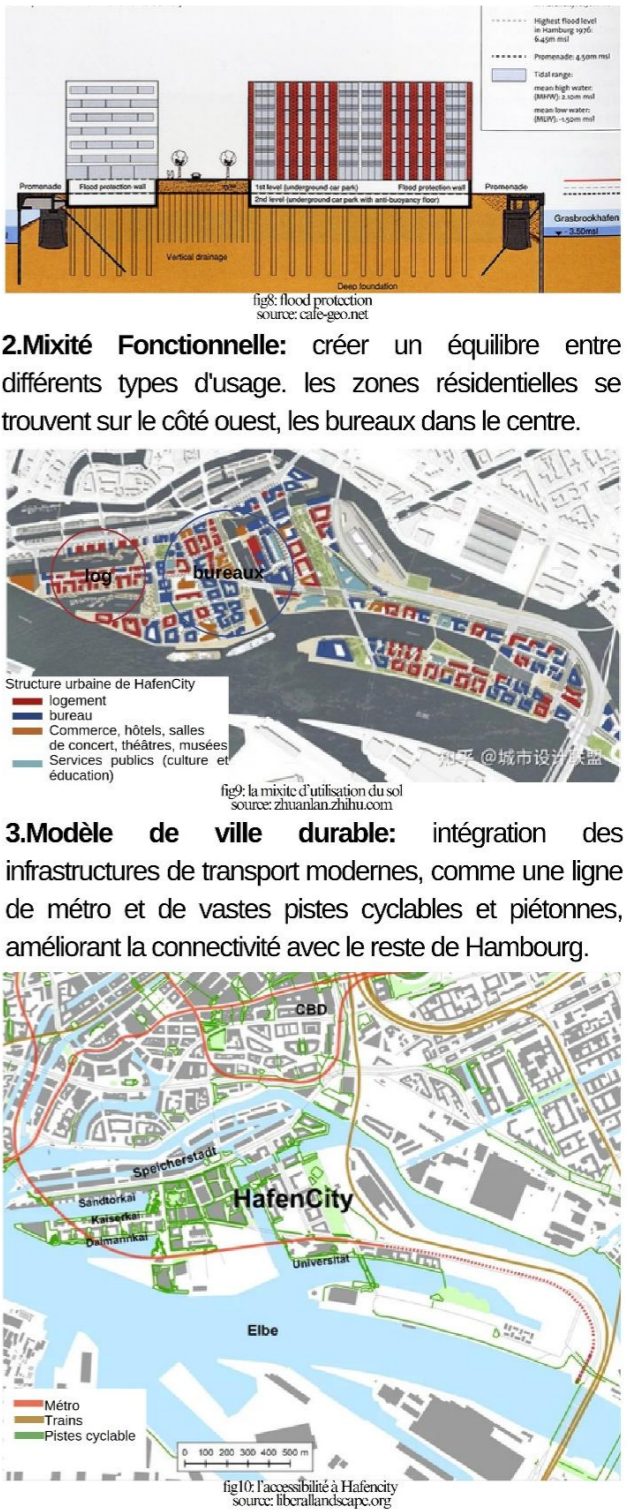 Highest flood level
in Hamburg 1976:
6.45m msl
Promenade: 4.50m msl
Tidal range:
mean high water:
(MHW): 2.10m msl
mean low water:
(MLW): -1.50m msl
Promenade
Flood protection wall
1st level (underground car park)
Flood protection wall
Promenade
2nd level (underground car park with anti-buoyancy floor)
Grasbrookhafen
- 3.50msl
Vertical drainage
Deep foundation
fig8: flood protection
source: cafe-geo.net
2.Mixité Fonctionnelle: créer un équilibre entre
différents types d'usage. les zones résidentielles se
trouvent sur le côté ouest, les bureaux dans le centre.
log
bureaux
Structure urbaine de HafenCity
logement
bureau
Commerce, hôtels, salles
de concert, théâtres, musées
Services publics (culture et
éducation)
知乎 @城市设计联盟
fig9: la mixite d'utilisation du sol
source: zhuanlan.zhihu.com
3.Modèle de ville durable: intégration des
infrastructures de transport modernes, comme une ligne
de métro et de vastes pistes cyclables et piétonnes,
améliorant la connectivité avec le reste de Hambourg.
CBD
Speicherstadt
Sandtorkai
HafenCity
Kaiserkai
Dalmannkai
Universitat
Elbe
Métro
Trains
Pistes cyclable
0 100 200 300 400 500 m
fig10: l'accessibilité à Hafencity
source: liberallandscape.org